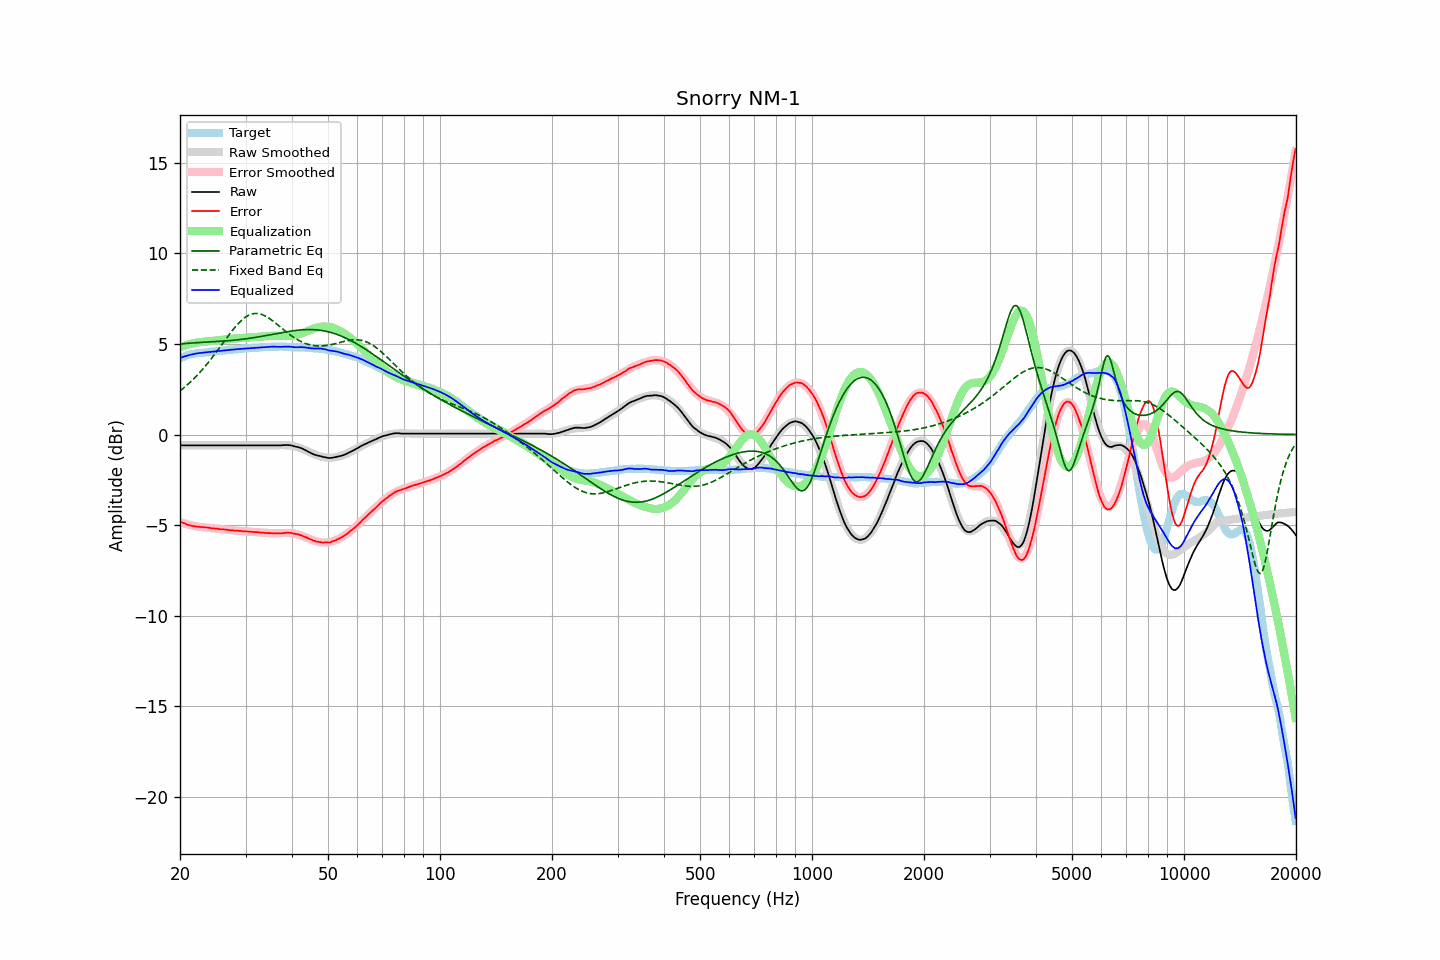 Snorry NM-1
Target
Raw Smoothed
Error Smoothed
Raw
Error
Equalization
Parametric Eq
Fixed Band Eq
Equalized
15
10
5
0
−5
−10
−15
−20
Amplitude (dBr)
20 50 100 200 500 1000 2000 5000 10000 20000
Frequency (Hz)